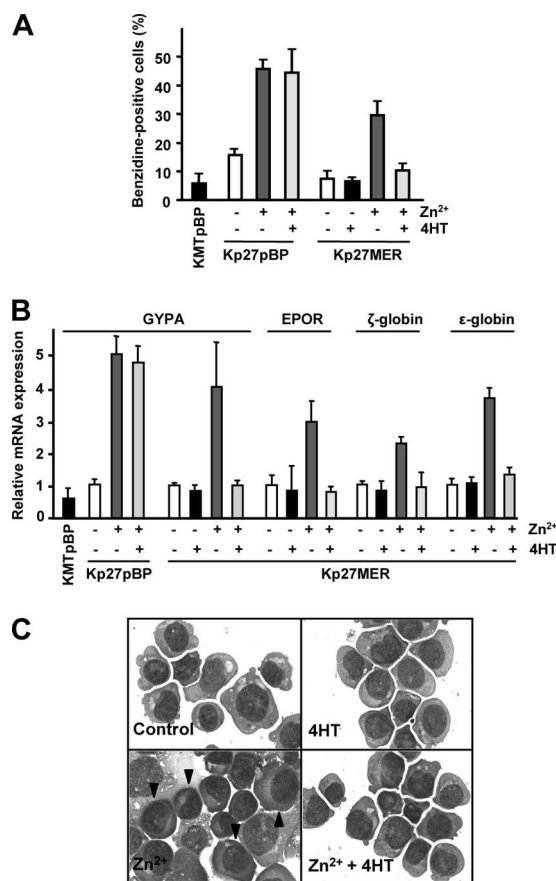 A
Benzidine-positive cells (%)
50
40
30
20
10
0
- + + - - + + Zn²⁺
- - + - + - + 4HT
KMTpBP
Kp27pBP Kp27MER
B
GYPA EPOR ζ-globin ε-globin
Relative mRNA expression
5
4
3
2
1
0
- + + - - + + - - + + - - + + - - + + Zn²⁺
- - + - + - + - + - + - + - + - + - + 4HT
KMTpBP
Kp27pBP Kp27MER
C
Control 4HT
Zn²⁺ Zn²⁺ + 4HT